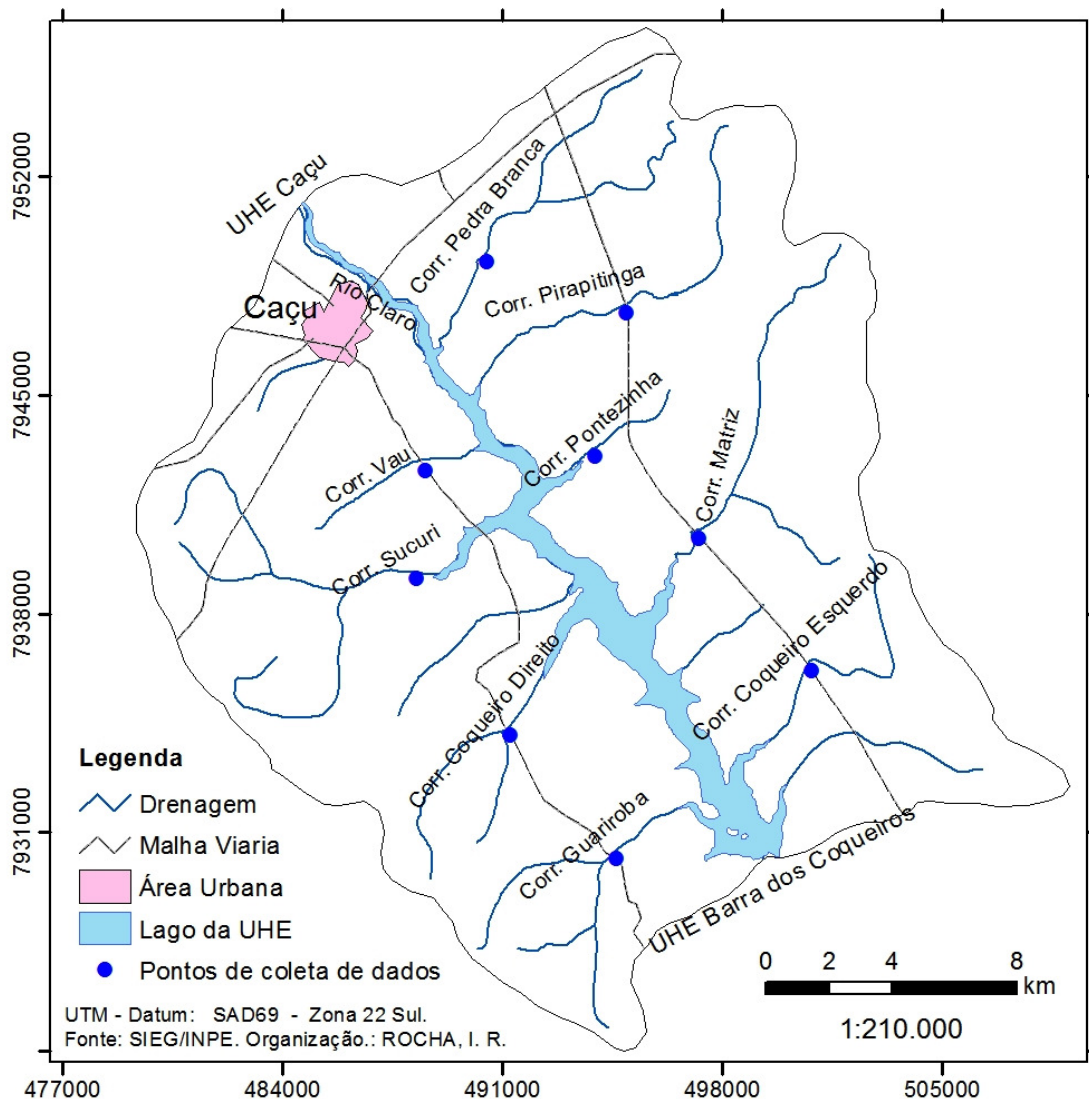 7952000
7945000
7938000
7931000
UHE Caçu
Corr. Pedra Branca
Rio Claro
Caçu
Corr. Pirapitinga
Corr. Pontezinha
Corr. Vau
Corr. Matriz
Corr. Sucuri
Corr. Coqueiro Esquerdo
Corr. Coqueiro Direito
Corr. Guariroba
UHE Barra dos Coqueiros
Legenda
Drenagem
Malha Viaria
Área Urbana
Lago da UHE
Pontos de coleta de dados
UTM - Datum: SAD69 - Zona 22 Sul.
Fonte: SIEG/INPE. Organização.: ROCHA, I. R.
0 2 4 8
km
1:210.000
477000 484000 491000 498000 505000